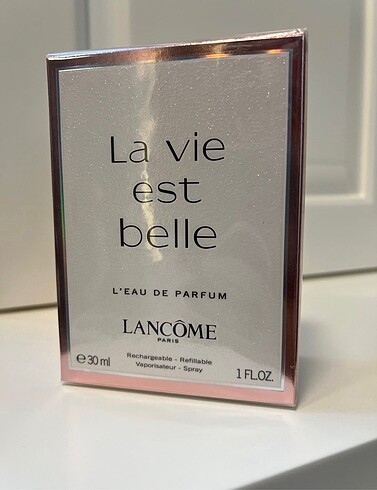 La vie
est
belle
L'EAU DE PARFUM
LANCÔME
PARIS
Rechargeable - Refillable
Vaporisateur - Spray
℮ 30 ml
1 FL.OZ.